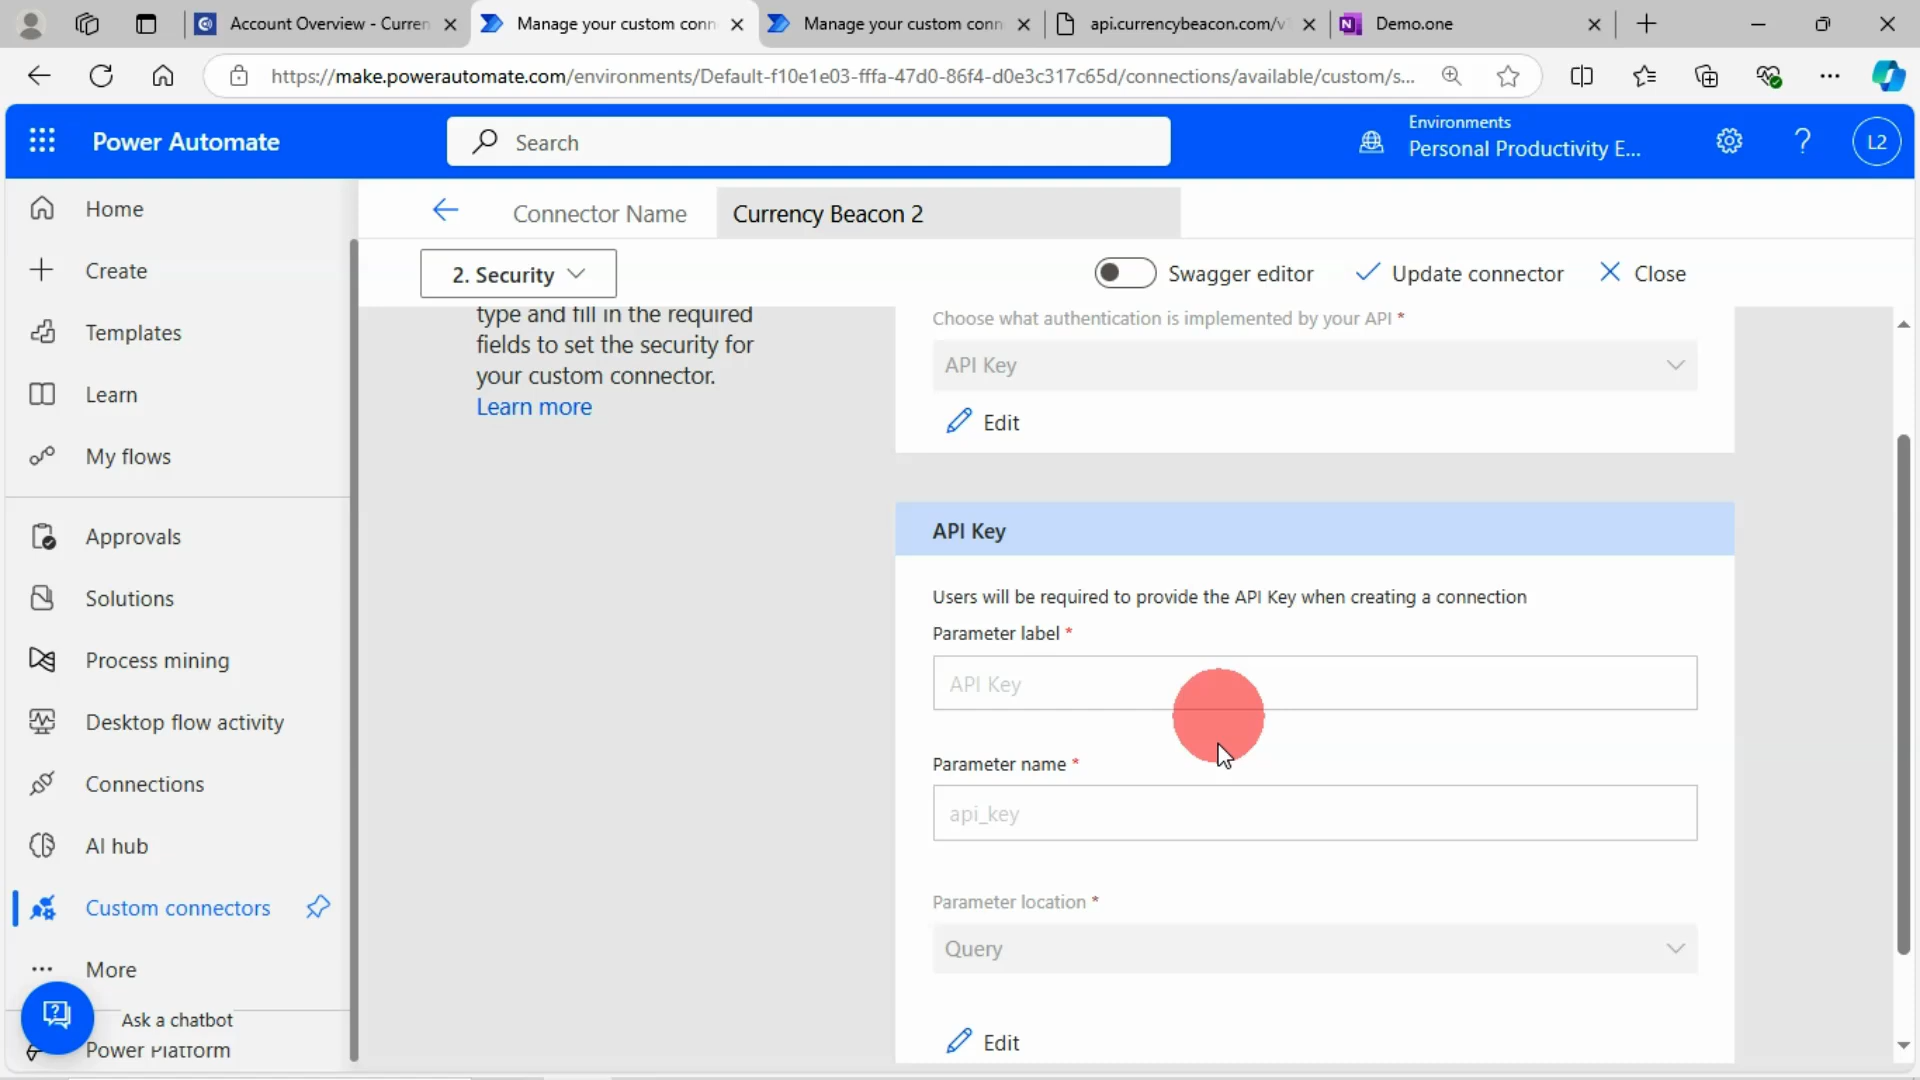 Account Overview - Curren
Manage your custom conn
Manage your custom conn
api.currencybeacon.com/v1
Demo.one
https://make.powerautomate.com/environments/Default-f10e1e03-fffa-47d0-86f4-d0e3c317c65d/connections/available/custom/s...
Power Automate
Search
Environments
Personal Productivity E...
?
L2
Home
Create
Templates
Learn
My flows
Approvals
Solutions
Process mining
Desktop flow activity
Connections
AI hub
Custom connectors
More
Ask a chatbot
Power Platform
Connector Name
Currency Beacon 2
2. Security
Swagger editor
Update connector
Close
type and fill in the required
fields to set the security for
your custom connector.
Learn more
Choose what authentication is implemented by your API *
API Key
Edit
API Key
Users will be required to provide the API Key when creating a connection
Parameter label *
API Key
Parameter name *
api_key
Parameter location *
Query
Edit